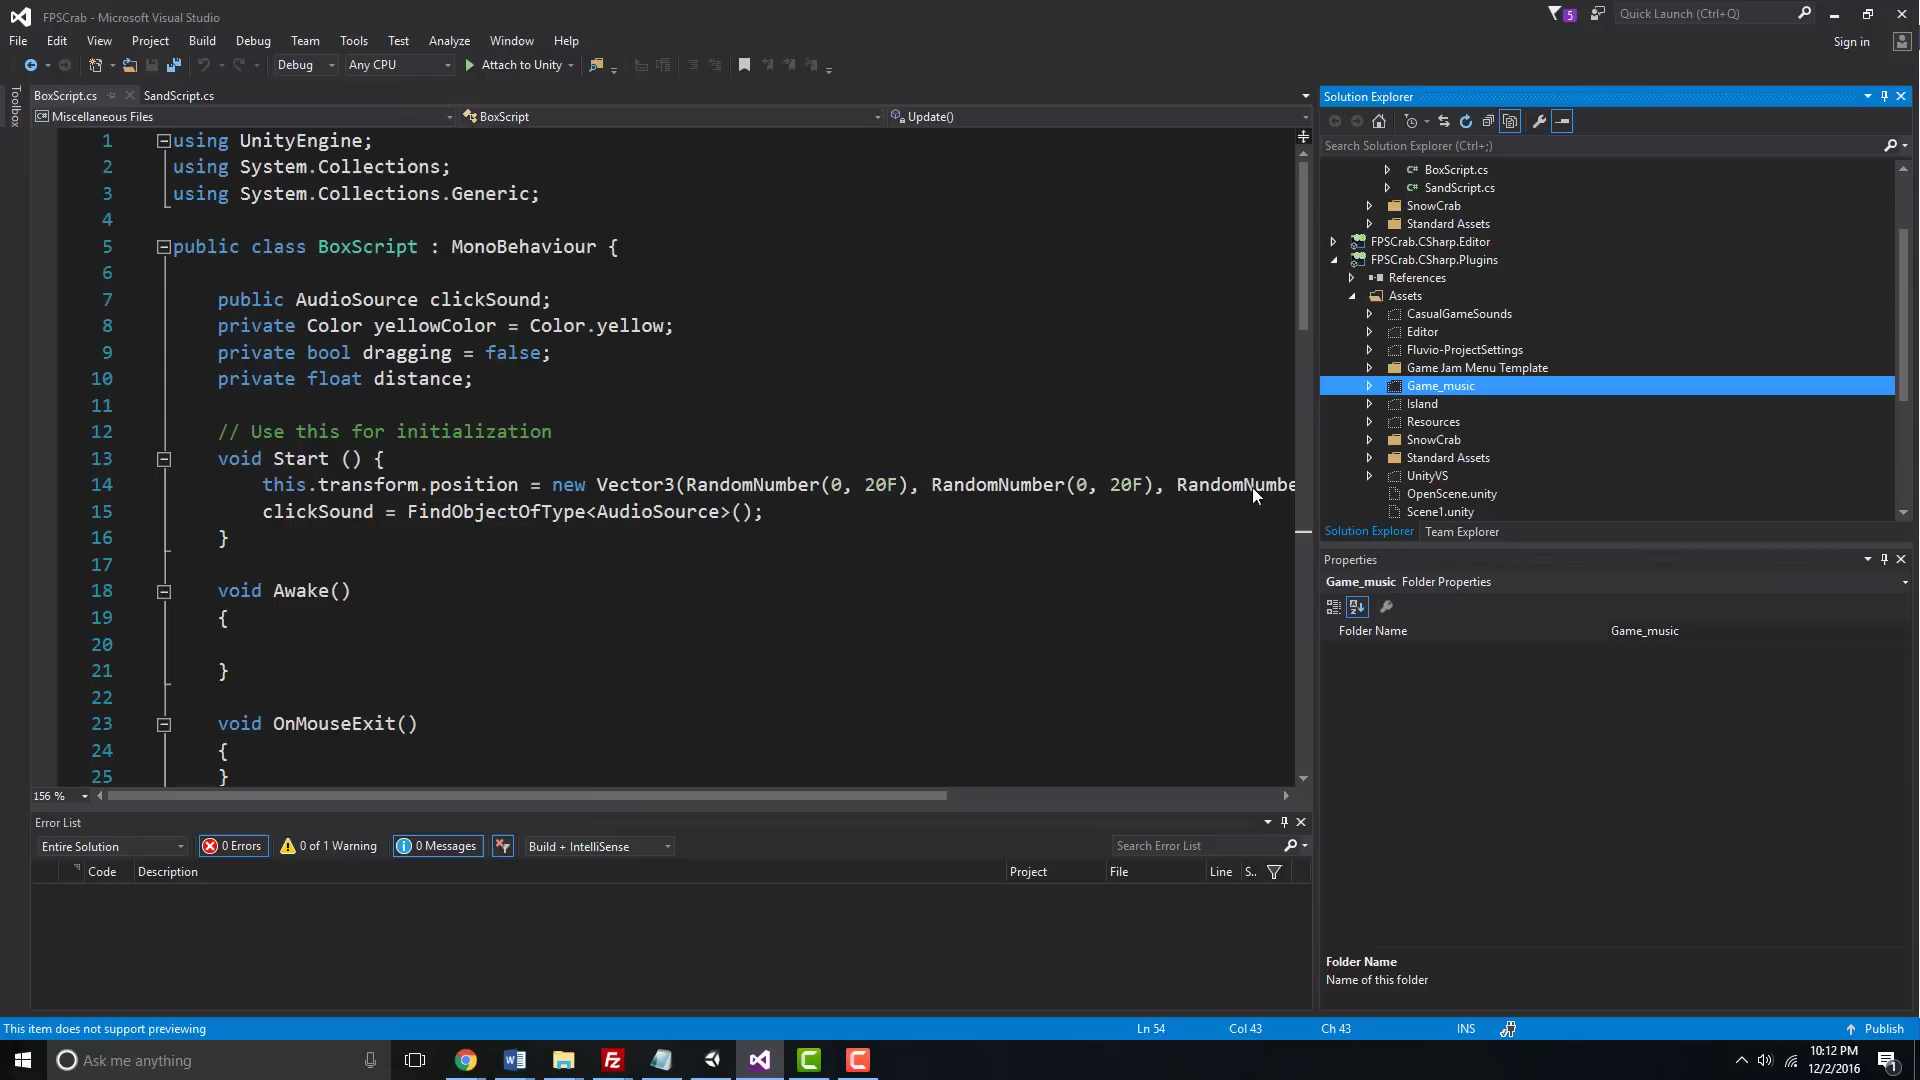 FPSCrab - Microsoft Visual Studio
5
Quick Launch (Ctrl+Q)
File Edit View Project Build Debug Team Tools Test Analyze Window Help
Sign in
Debug Any CPU Attach to Unity
Toolbox
BoxScript.cs SandScript.cs
C# Miscellaneous Files BoxScript Update()
1 using UnityEngine;
2 using System.Collections;
3 using System.Collections.Generic;
4
5 public class BoxScript : MonoBehaviour {
6
7 public AudioSource clickSound;
8 private Color yellowColor = Color.yellow;
9 private bool dragging = false;
10 private float distance;
11
12 // Use this for initialization
13 void Start () {
14 this.transform.position = new Vector3(RandomNumber(0, 20F), RandomNumber(0, 20F), RandomNumbe
15 clickSound = FindObjectOfType<AudioSource>();
16 }
17
18 void Awake()
19 {
20
21 }
22
23 void OnMouseExit()
24 {
25 }
156 %
Error List
Entire Solution 0 Errors 0 of 1 Warning 0 Messages Build + IntelliSense Search Error List
Code Description Project File Line S..
Solution Explorer
Search Solution Explorer (Ctrl+;)
C# BoxScript.cs
C# SandScript.cs
SnowCrab
Standard Assets
FPSCrab.CSharp.Editor
FPSCrab.CSharp.Plugins
References
Assets
CasualGameSounds
Editor
Fluvio-ProjectSettings
Game Jam Menu Template
Game_music
Island
Resources
SnowCrab
Standard Assets
UnityVS
OpenScene.unity
Scene1.unity
Solution Explorer Team Explorer
Properties
Game_music Folder Properties
Folder Name Game_music
Folder Name
Name of this folder
This item does not support previewing Ln 54 Col 43 Ch 43 INS Publish
Ask me anything
10:12 PM
12/2/2016
1